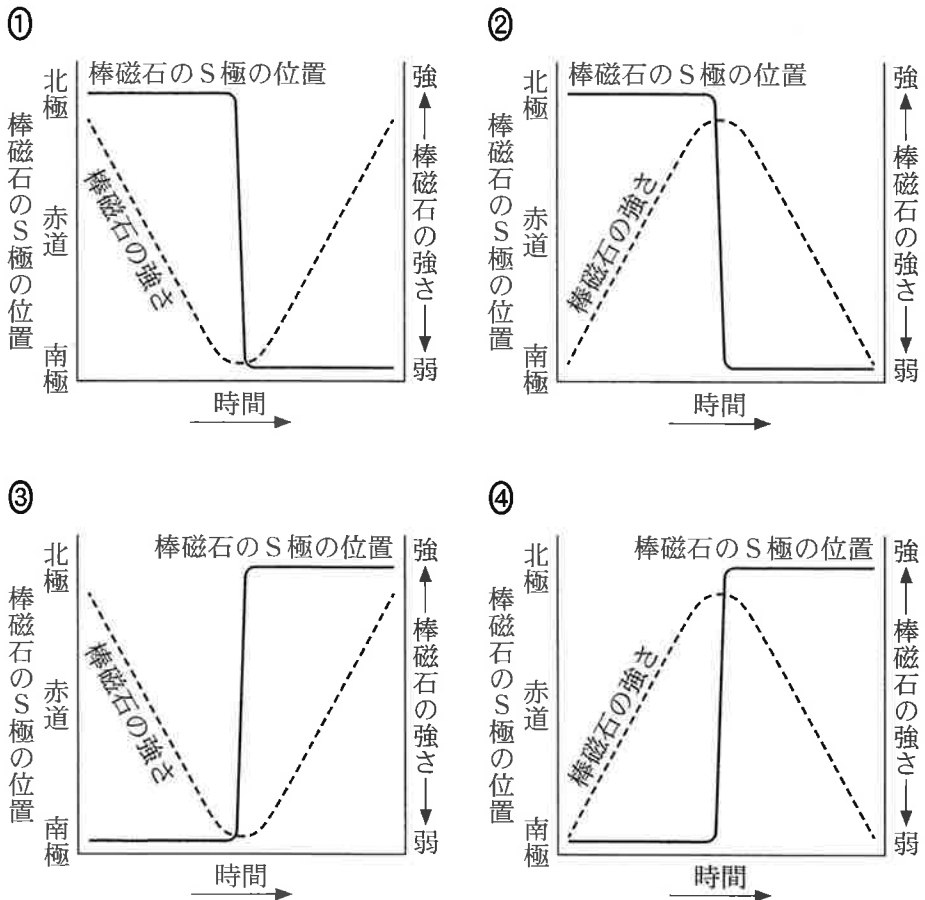 ①
棒磁石のS極の位置
北極
赤道
南極
棒磁石のS極の位置
棒磁石の強さ
強
棒磁石の強さ
弱
時間
②
棒磁石のS極の位置
北極
赤道
南極
棒磁石のS極の位置
棒磁石の強さ
強
棒磁石の強さ
弱
時間
③
棒磁石のS極の位置
北極
赤道
南極
棒磁石のS極の位置
棒磁石の強さ
強
棒磁石の強さ
弱
時間
④
棒磁石のS極の位置
北極
赤道
南極
棒磁石のS極の位置
棒磁石の強さ
強
棒磁石の強さ
弱
時間